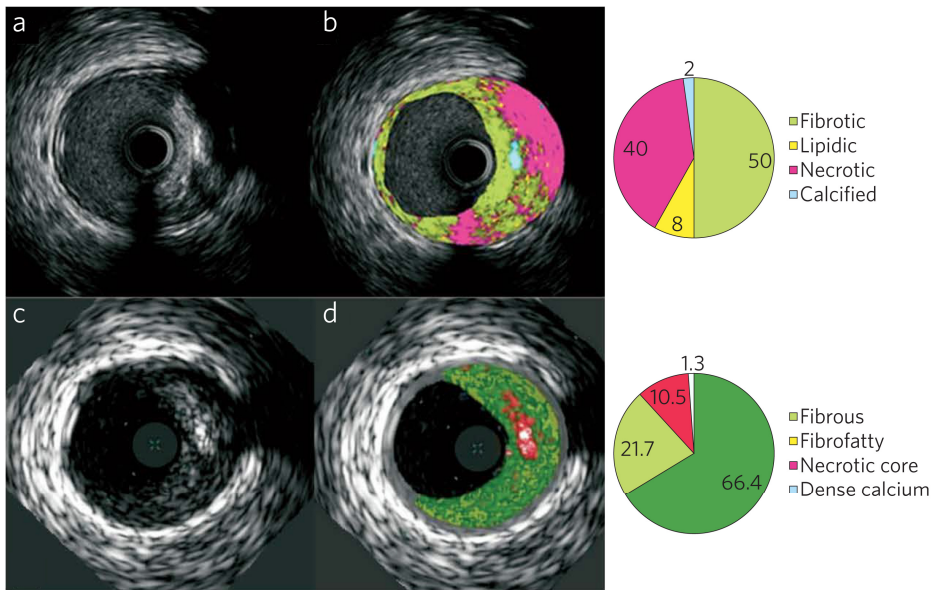 a
b
2
40
50
8
Fibrotic
Lipidic
Necrotic
Calcified
c
d
1.3
10.5
21.7
66.4
Fibrous
Fibrofatty
Necrotic core
Dense calcium